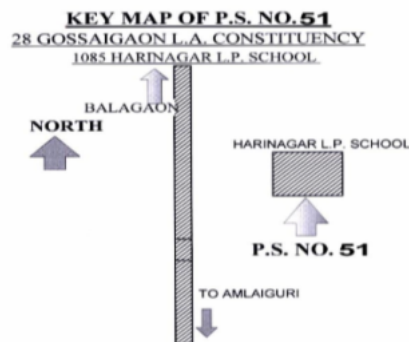 KEY MAP OF P.S. NO. 51
28 GOSSAIGAON L.A. CONSTITUENCY
1085 HARINAGAR L.P. SCHOOL
BALAGAON
NORTH
HARINAGAR L.P. SCHOOL
P.S. NO. 51
TO AMLAIGURI